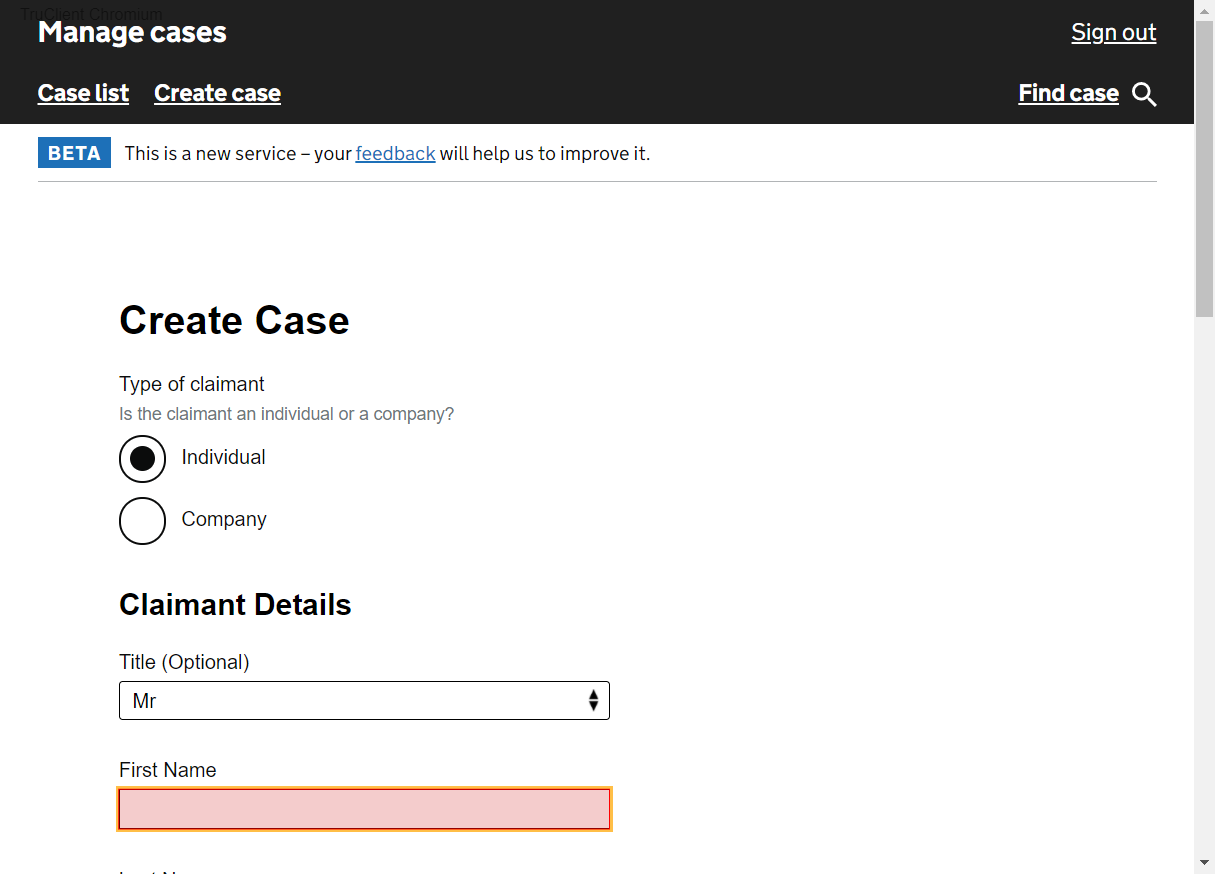 TruClient Chromium
Manage cases
Sign out
Case list Create case
Find case
BETA This is a new service – your feedback will help us to improve it.
Create Case
Type of claimant
Is the claimant an individual or a company?
Individual
Company
Claimant Details
Title (Optional)
Mr
First Name